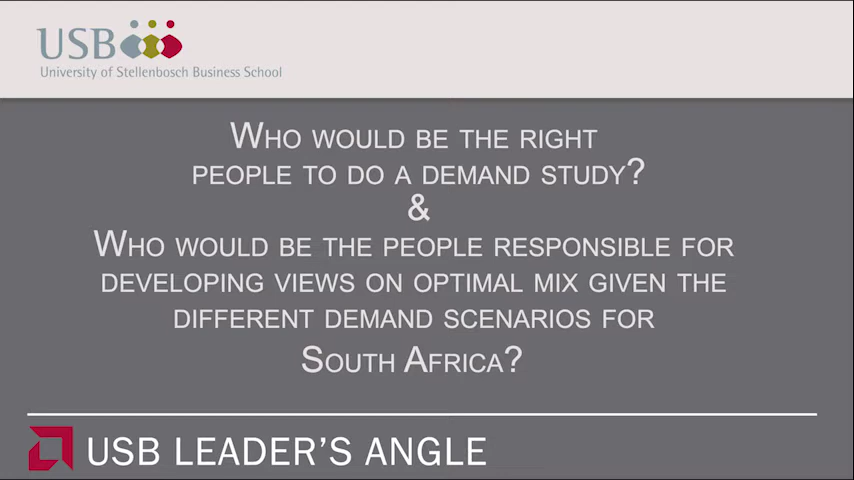 USB
University of Stellenbosch Business School
WHO WOULD BE THE RIGHT
PEOPLE TO DO A DEMAND STUDY?
&
WHO WOULD BE THE PEOPLE RESPONSIBLE FOR
DEVELOPING VIEWS ON OPTIMAL MIX GIVEN THE
DIFFERENT DEMAND SCENARIOS FOR
SOUTH AFRICA?
USB LEADER'S ANGLE